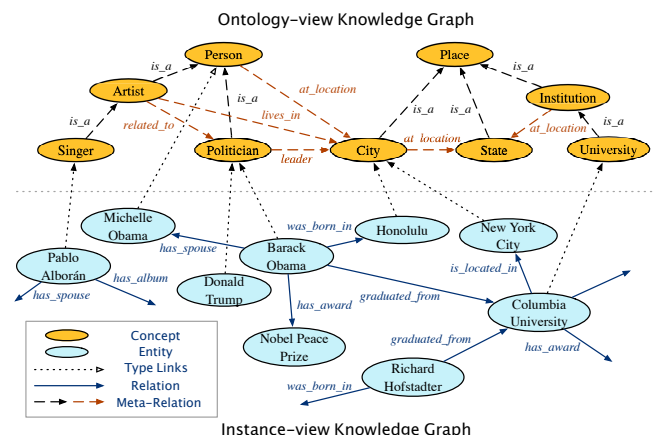 Ontology-view Knowledge Graph
Person
Place
is_a
is_a
is_a
Artist
at_location
Institution
is_a
lives_in
is_a
is_a
is_a
is_a
related_to
at_location
at_location
Singer
Politician
leader
City
State
University
Michelle
Obama
was_born_in
Honolulu
New York
City
has_spouse
Barack
Obama
Pablo
Alborán
has_album
is_located_in
has_spouse
Donald
Trump
has_award
graduated_from
Columbia
University
Concept
Entity
Type Links
Relation
Meta-Relation
Nobel Peace
Prize
graduated_from
has_award
Richard
Hofstadter
was_born_in
Instance-view Knowledge Graph